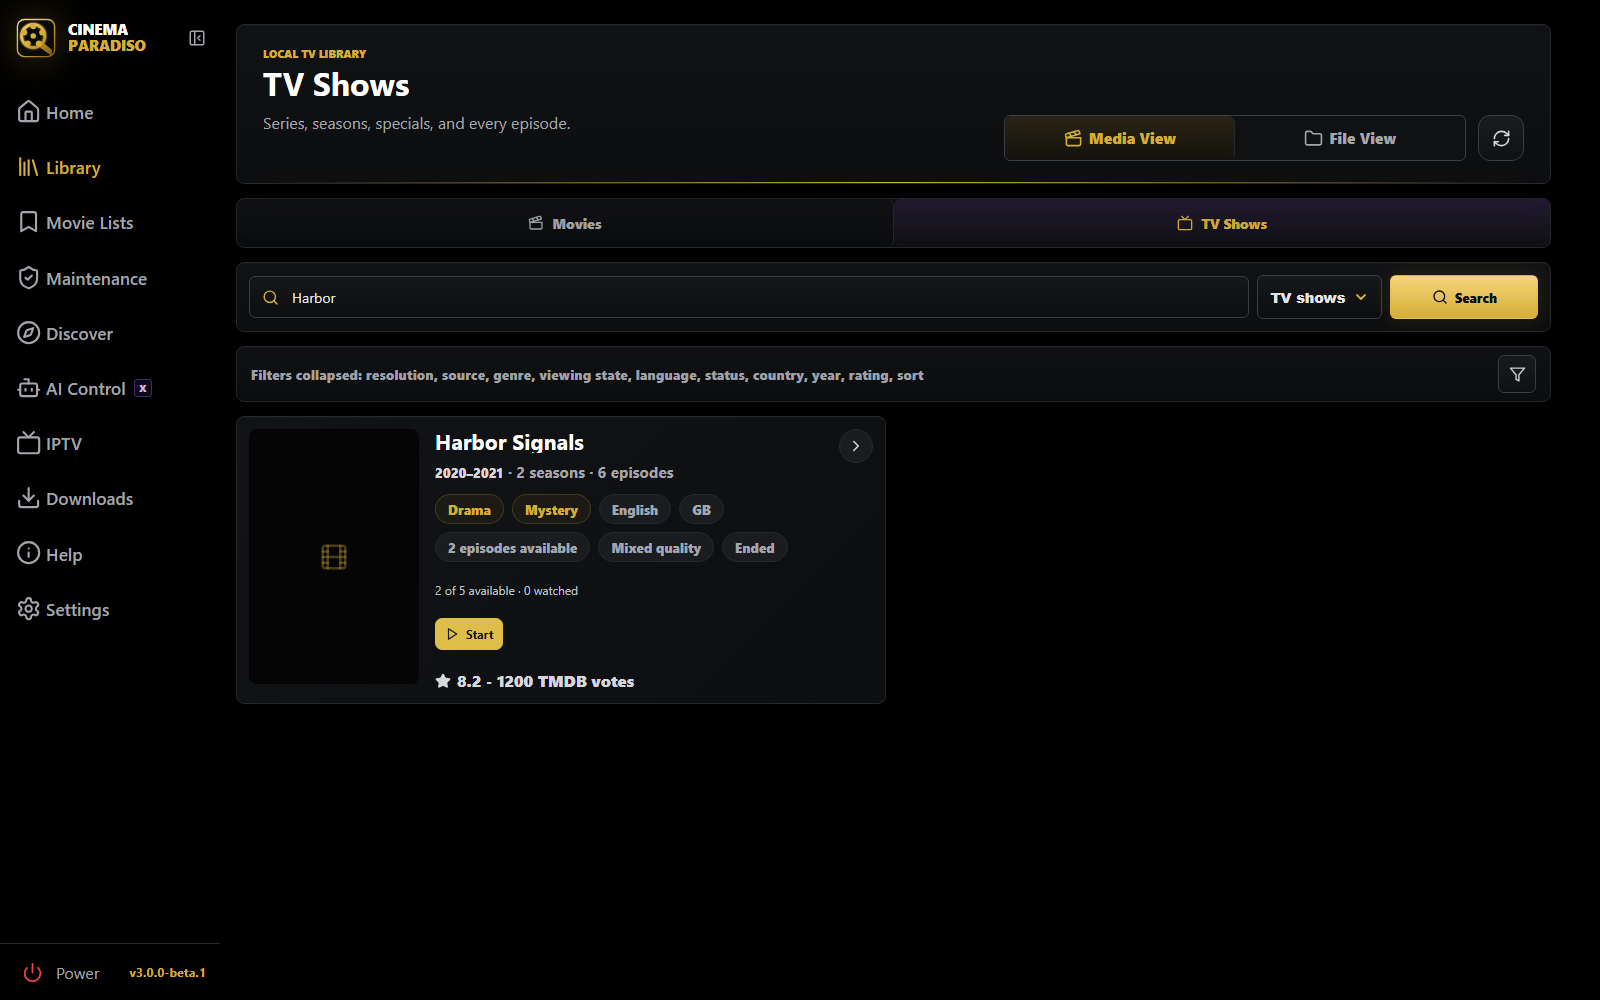 CINEMA
PARADISO
Home
Library
Movie Lists
Maintenance
Discover
AI Control x
IPTV
Downloads
Help
Settings
Power v3.0.0-beta.1
LOCAL TV LIBRARY
TV Shows
Series, seasons, specials, and every episode.
Media View File View
Movies TV Shows
Harbor TV shows Search
Filters collapsed: resolution, source, genre, viewing state, language, status, country, year, rating, sort
Harbor Signals
2020–2021 · 2 seasons · 6 episodes
Drama Mystery English GB
2 episodes available Mixed quality Ended
2 of 5 available · 0 watched
Start
8.2 - 1200 TMDB votes